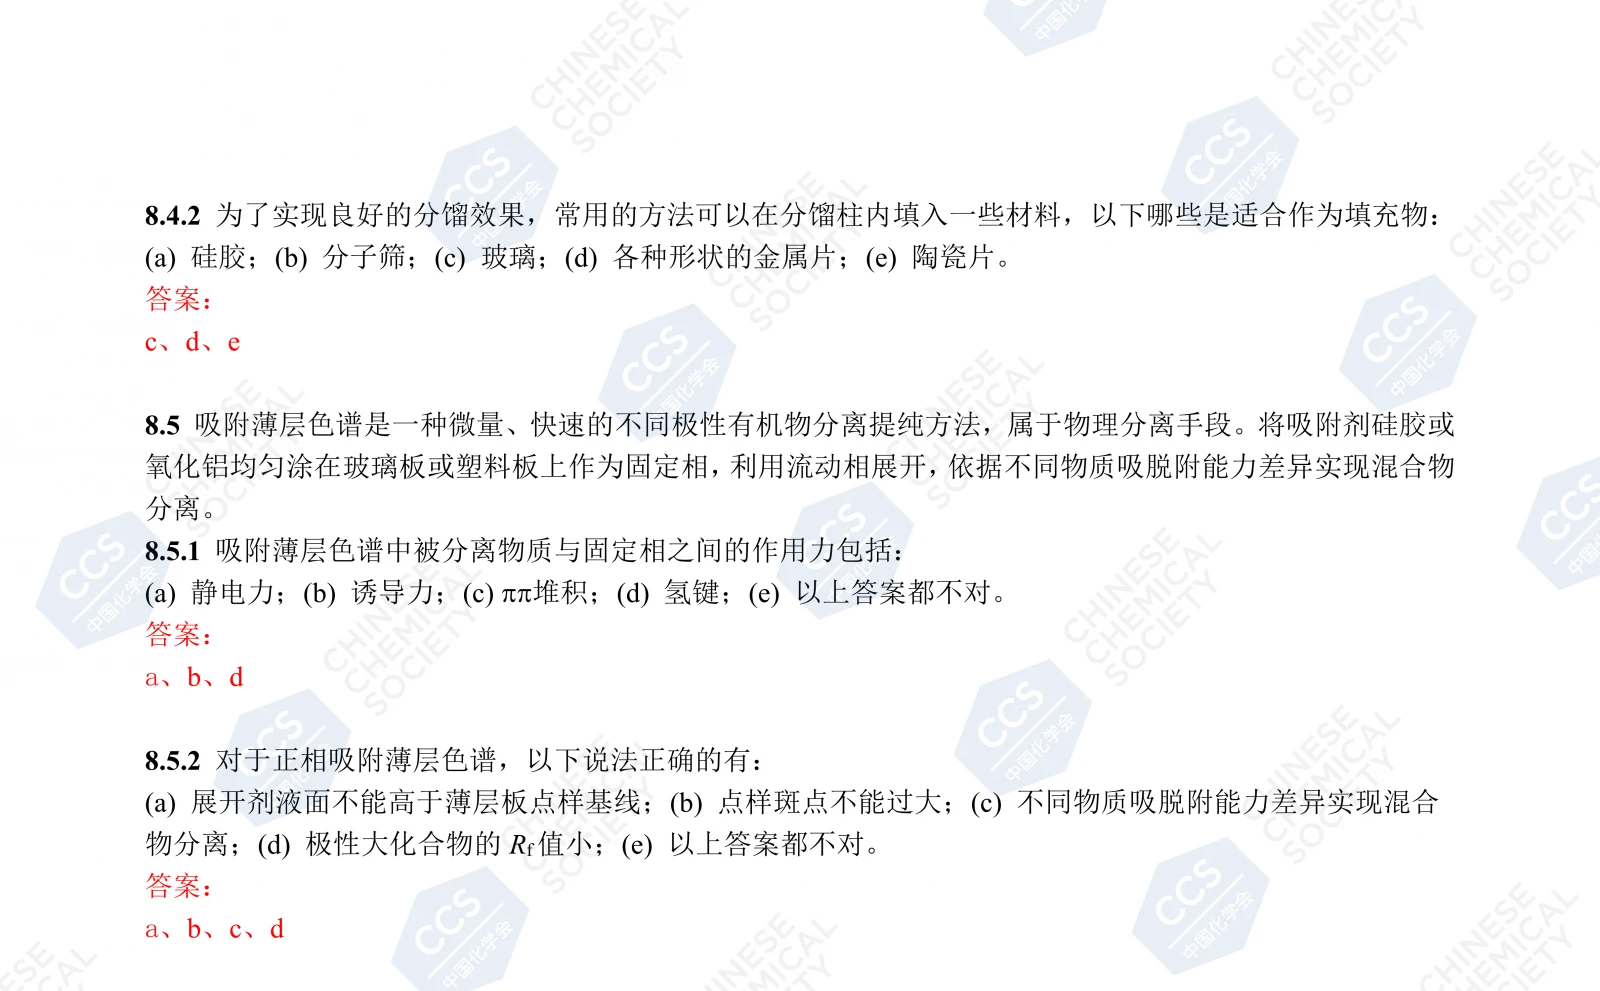 8.4.2 为了实现良好的分馏效果，常用的方法可以在分馏柱内填入一些材料，以下哪些是适合作为填充物：
(a) 硅胶；(b) 分子筛；(c) 玻璃；(d) 各种形状的金属片；(e) 陶瓷片。
答案：
c、d、e
8.5 吸附薄层色谱是一种微量、快速的不同极性有机物分离提纯方法，属于物理分离手段。将吸附剂硅胶或
氧化铝均匀涂在玻璃板或塑料板上作为固定相，利用流动相展开，依据不同物质吸脱附能力差异实现混合物
分离。
8.5.1 吸附薄层色谱中被分离物质与固定相之间的作用力包括：
(a) 静电力；(b) 诱导力；(c) ππ堆积；(d) 氢键；(e) 以上答案都不对。
答案：
a、b、d
8.5.2 对于正相吸附薄层色谱，以下说法正确的有：
(a) 展开剂液面不能高于薄层板点样基线；(b) 点样斑点不能过大；(c) 不同物质吸脱附能力差异实现混合
物分离；(d) 极性大化合物的 Rf 值小；(e) 以上答案都不对。
答案：
a、b、c、d